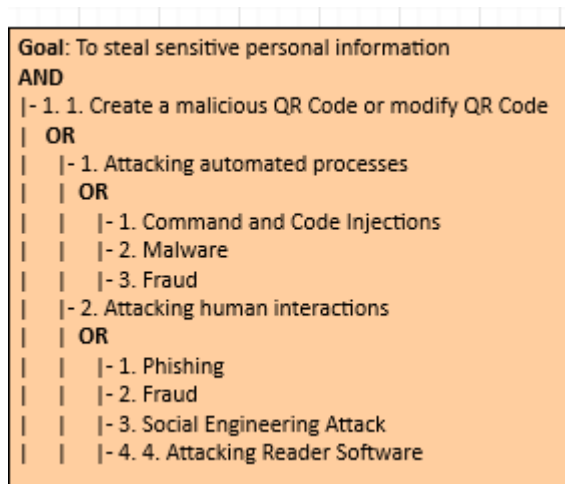 Goal: To steal sensitive personal information
AND
|- 1. 1. Create a malicious QR Code or modify QR Code
| OR
| |- 1. Attacking automated processes
| | OR
| | |- 1. Command and Code Injections
| | |- 2. Malware
| | |- 3. Fraud
| |- 2. Attacking human interactions
| | OR
| | |- 1. Phishing
| | |- 2. Fraud
| | |- 3. Social Engineering Attack
| | |- 4. 4. Attacking Reader Software